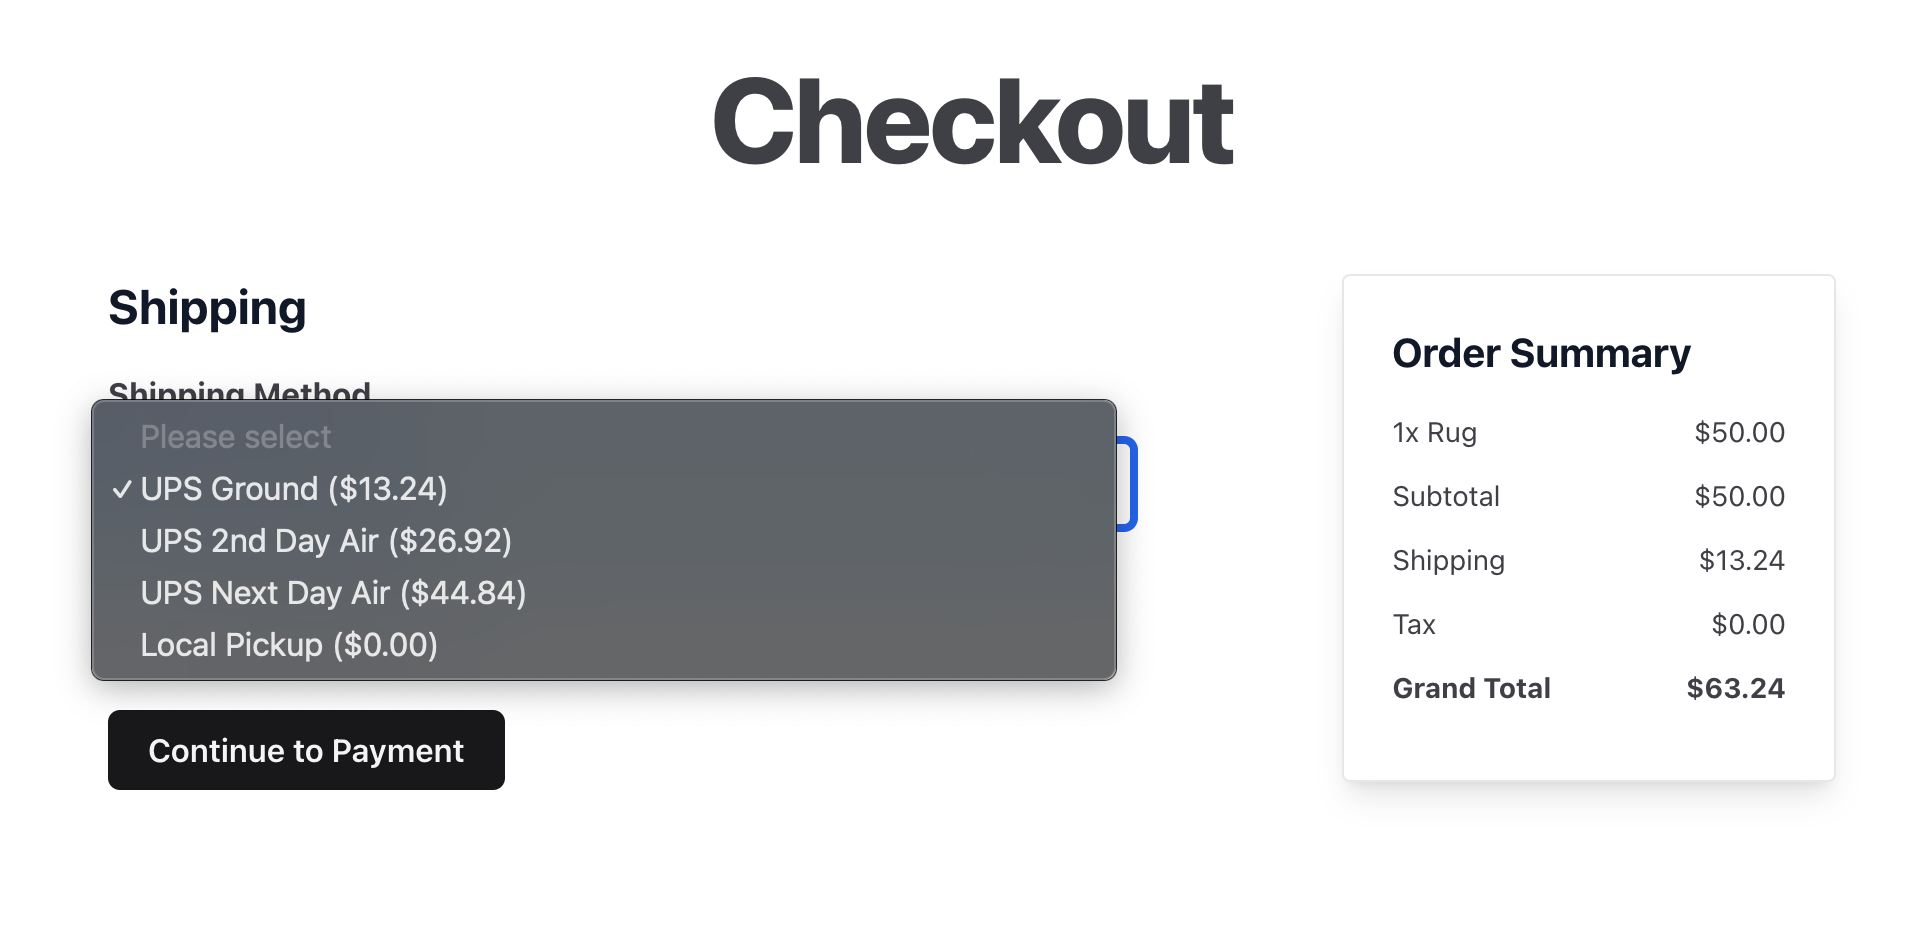 Checkout
Shipping
Shipping Method
Please select
✓ UPS Ground ($13.24)
UPS 2nd Day Air ($26.92)
UPS Next Day Air ($44.84)
Local Pickup ($0.00)
Continue to Payment
Order Summary
1x Rug $50.00
Subtotal $50.00
Shipping $13.24
Tax $0.00
Grand Total $63.24